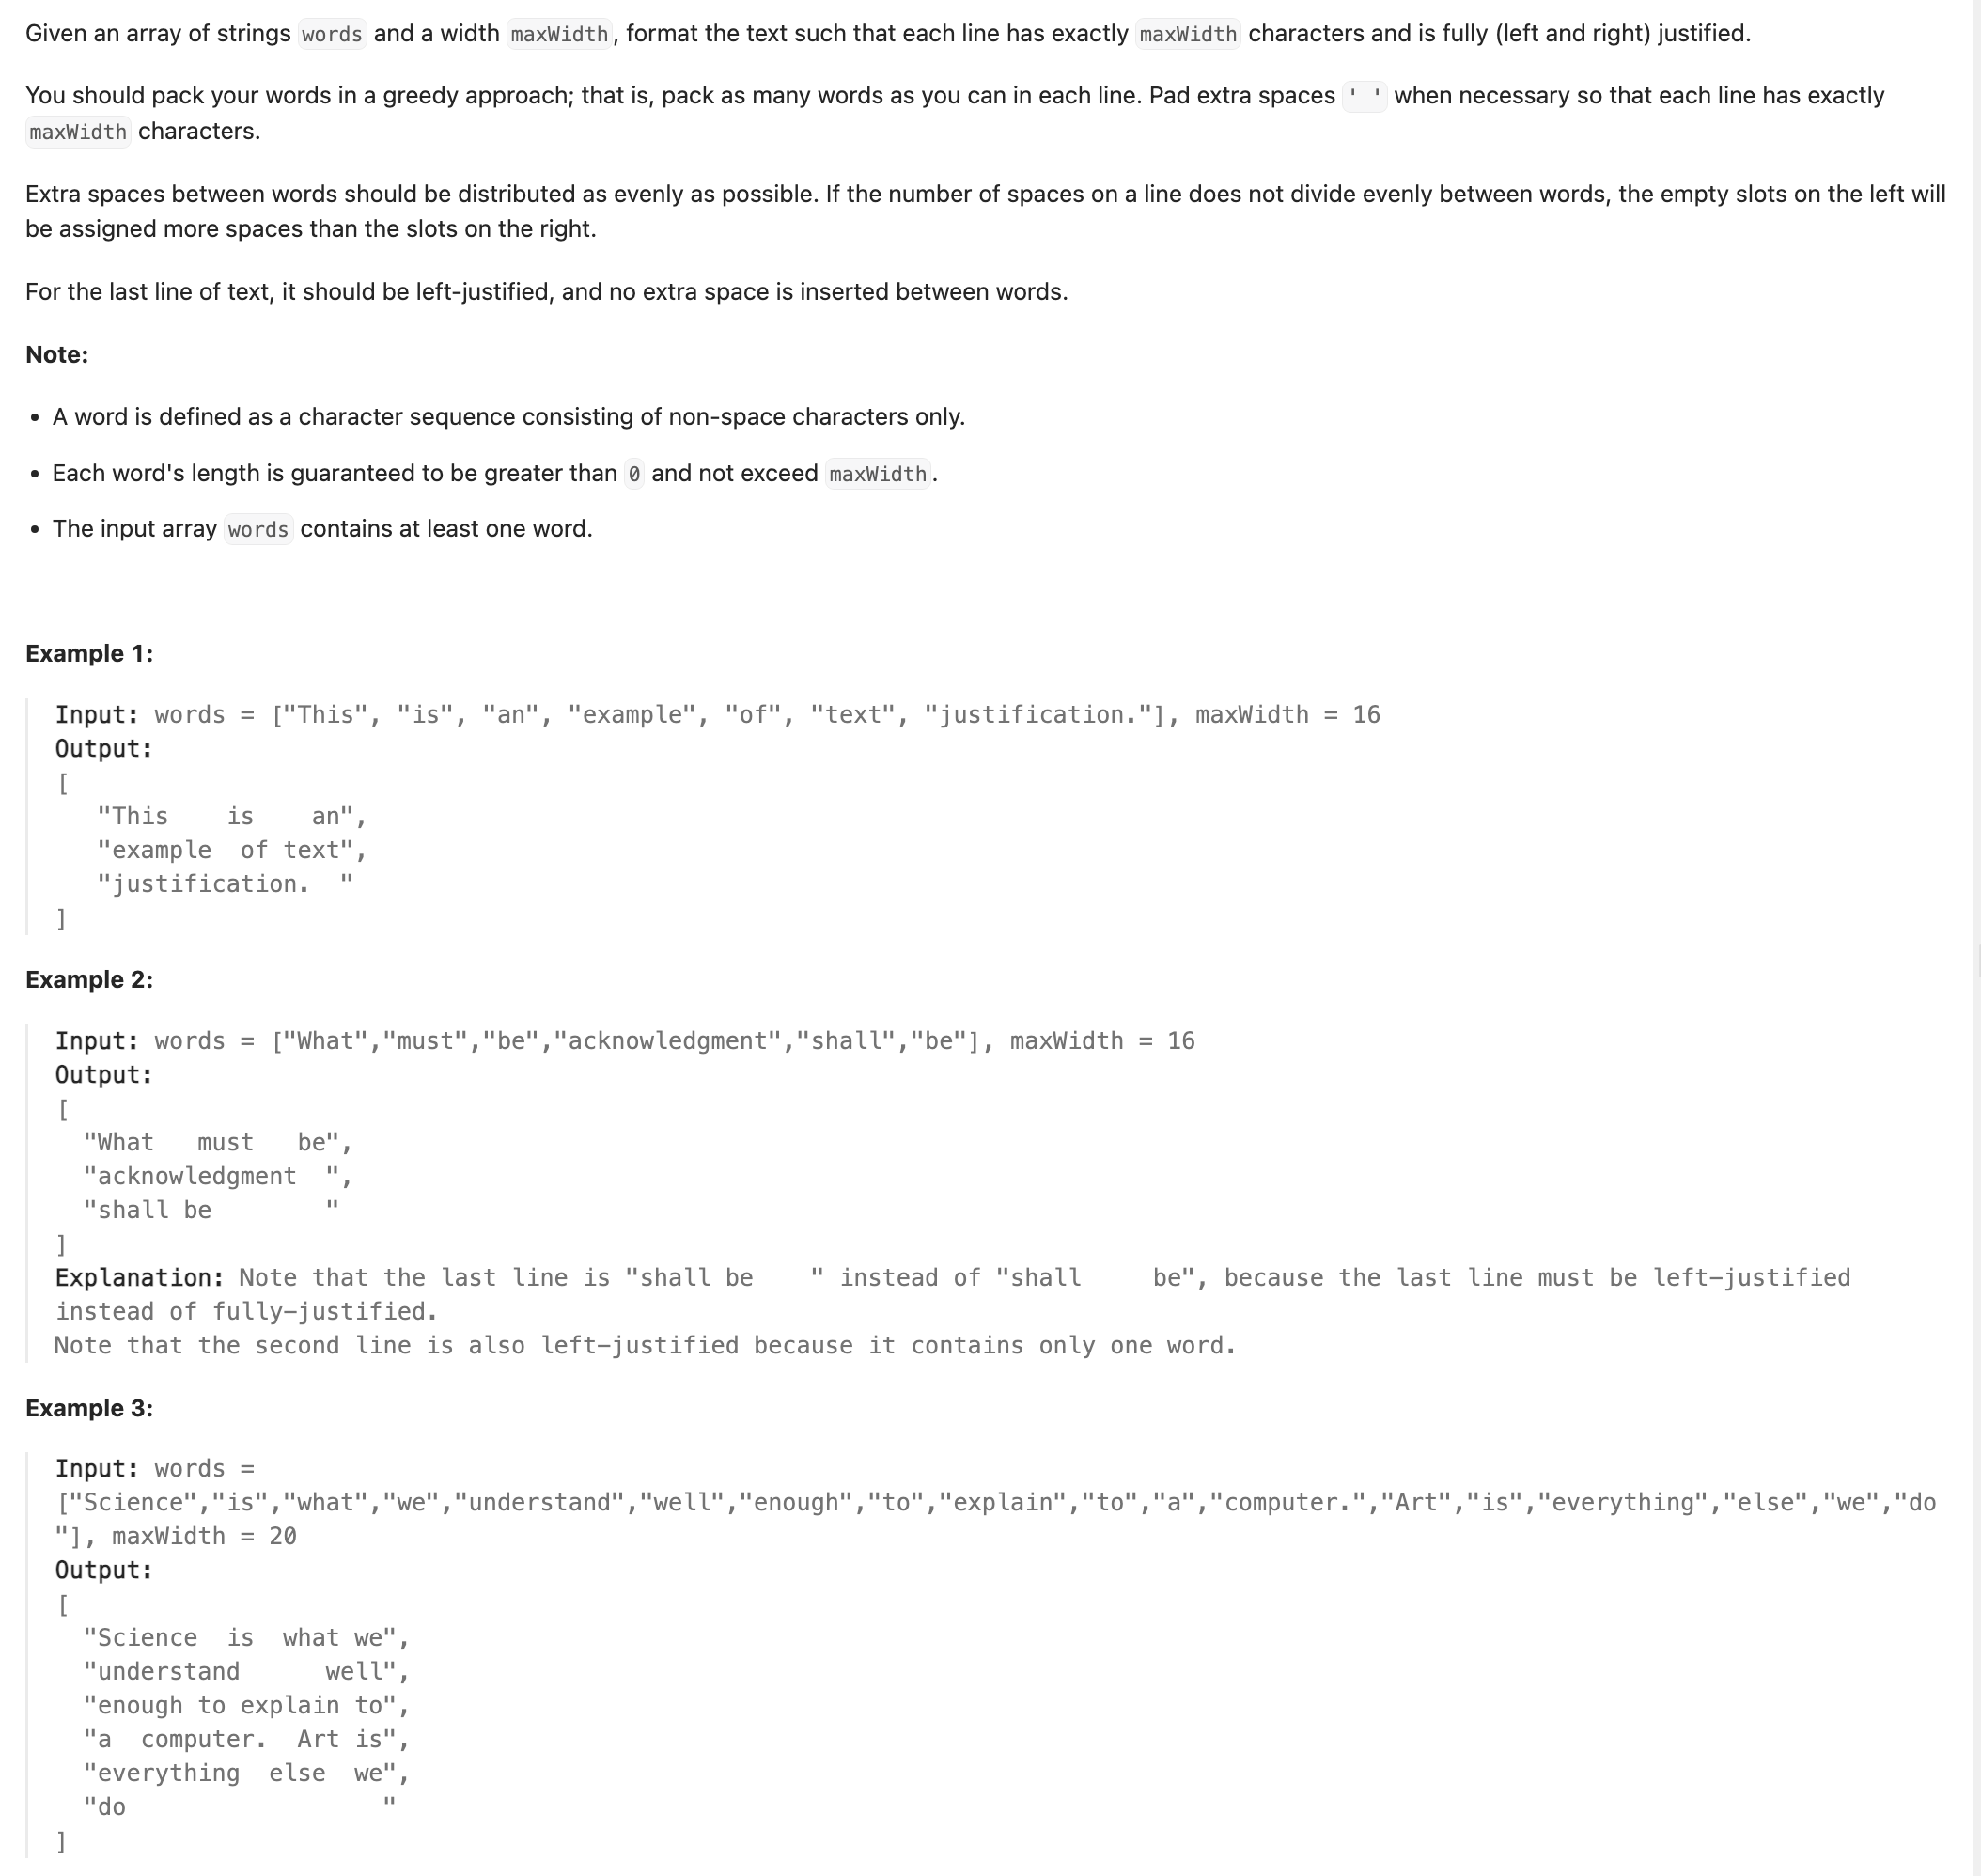 Given an array of strings words and a width maxWidth, format the text such that each line has exactly maxWidth characters and is fully (left and right) justified.
You should pack your words in a greedy approach; that is, pack as many words as you can in each line. Pad extra spaces ' ' when necessary so that each line has exactly
maxWidth characters.
Extra spaces between words should be distributed as evenly as possible. If the number of spaces on a line does not divide evenly between words, the empty slots on the left will
be assigned more spaces than the slots on the right.
For the last line of text, it should be left-justified, and no extra space is inserted between words.
Note:
• A word is defined as a character sequence consisting of non-space characters only.
• Each word's length is guaranteed to be greater than 0 and not exceed maxWidth.
• The input array words contains at least one word.
Example 1:
Input: words = ["This", "is", "an", "example", "of", "text", "justification."], maxWidth = 16
Output:
[
   "This    is    an",
   "example  of text",
   "justification.  "
]
Example 2:
Input: words = ["What","must","be","acknowledgment","shall","be"], maxWidth = 16
Output:
[
  "What   must   be",
  "acknowledgment  ",
  "shall be        "
]
Explanation: Note that the last line is "shall be    " instead of "shall     be", because the last line must be left-justified
instead of fully-justified.
Note that the second line is also left-justified because it contains only one word.
Example 3:
Input: words =
["Science","is","what","we","understand","well","enough","to","explain","to","a","computer.","Art","is","everything","else","we","do
"], maxWidth = 20
Output:
[
  "Science  is  what we",
  "understand      well",
  "enough to explain to",
  "a  computer.  Art is",
  "everything  else  we",
  "do                  "
]